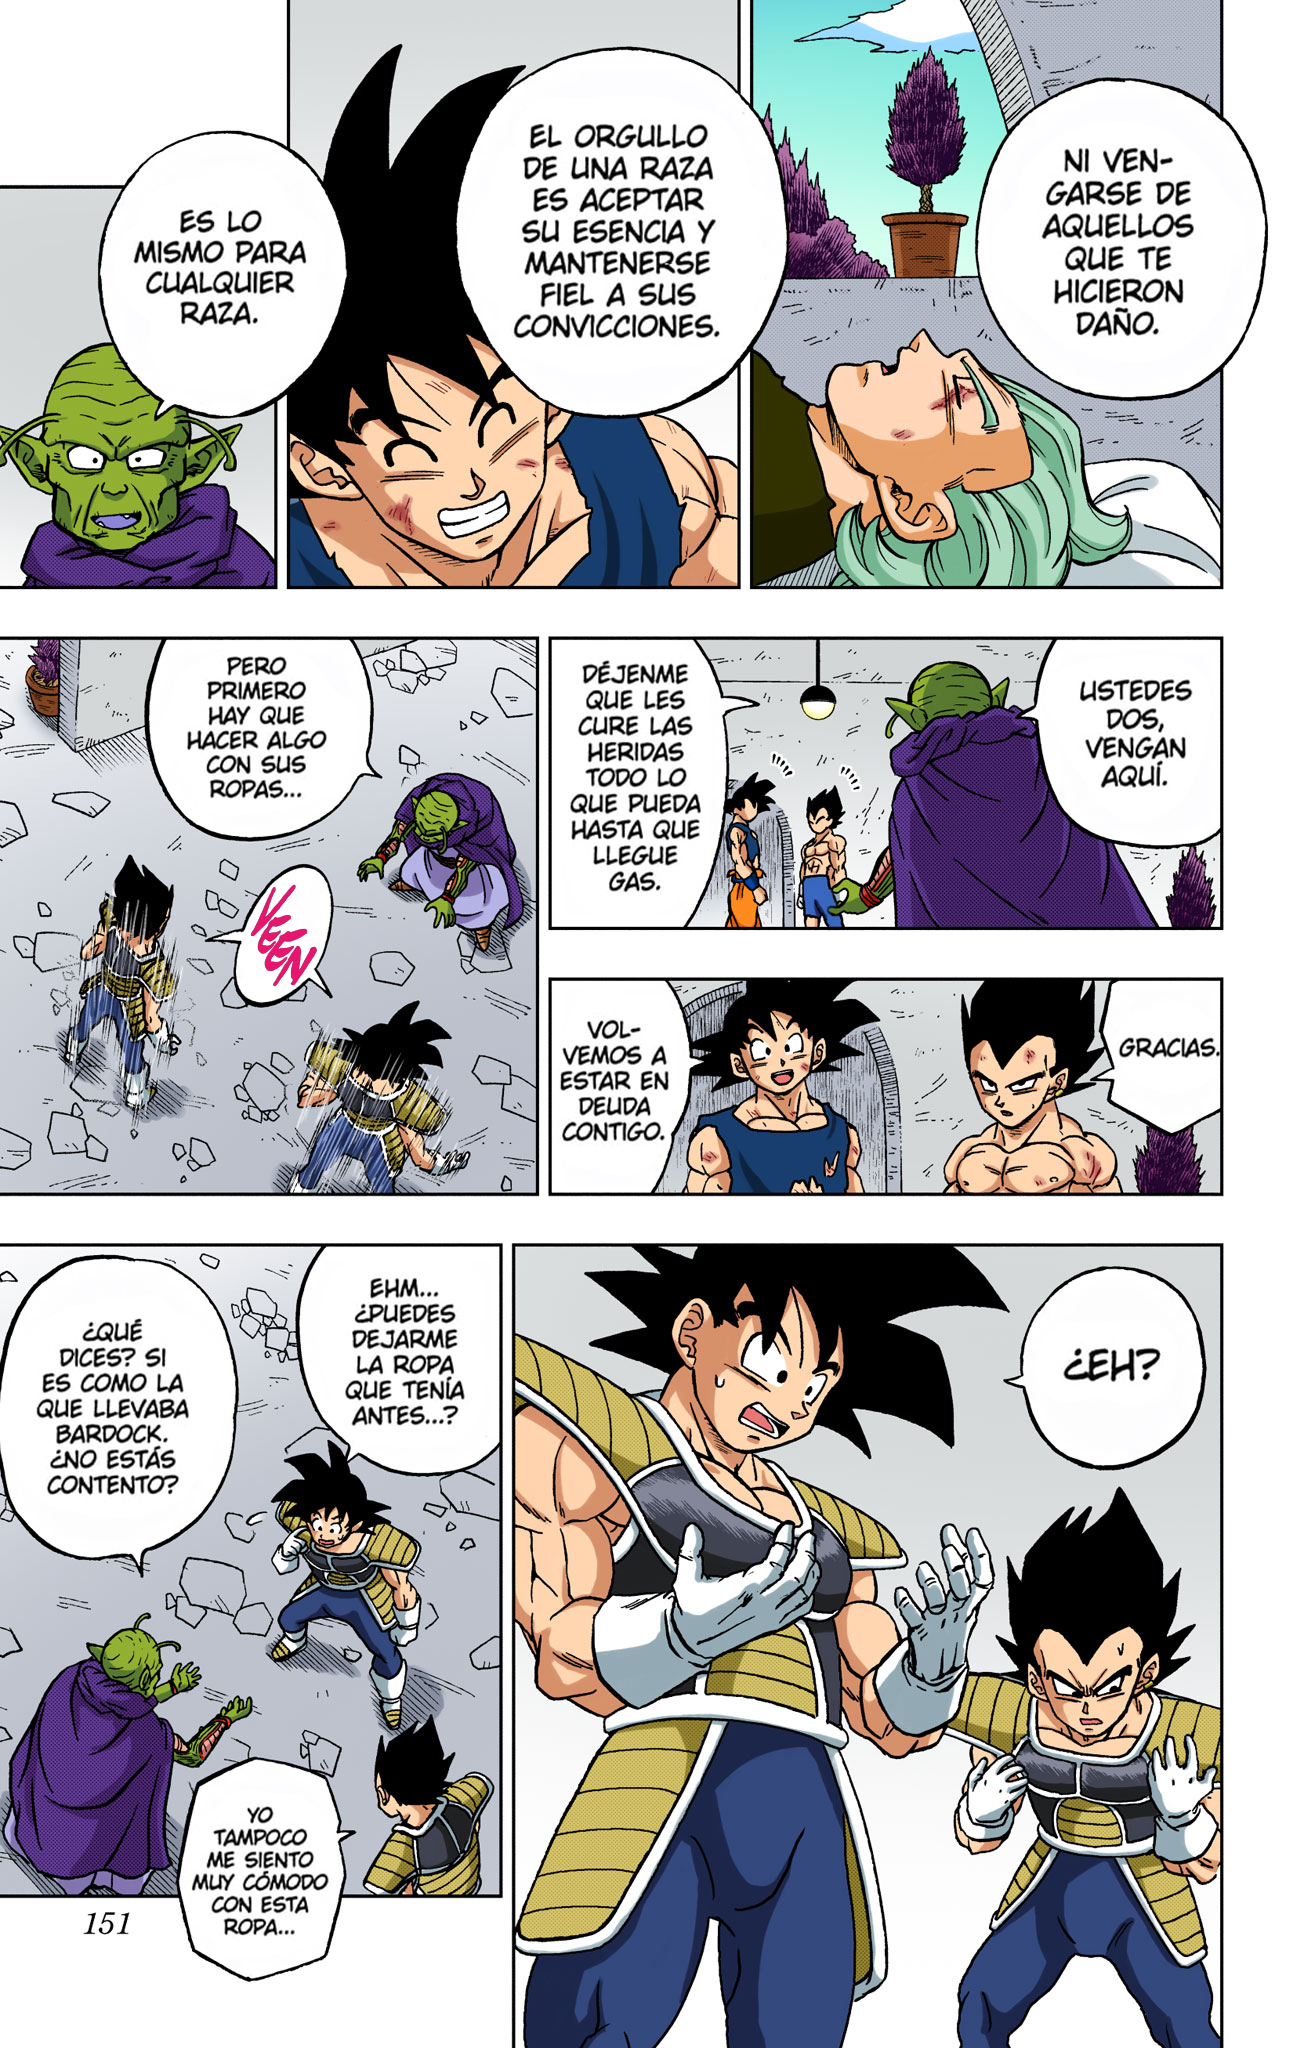 NI VEN-
GARSE DE
AQUELLOS
QUE TE
HICIERON
DAÑO.
EL ORGULLO
DE UNA RAZA
ES ACEPTAR
SU ESENCIA Y
MANTENERSE
FIEL A SUS
CONVICCIONES.
ES LO
MISMO PARA
CUALQUIER
RAZA.
USTEDES
DOS,
VENGAN
AQUÍ.
DÉJENME
QUE LES
CURE LAS
HERIDAS
TODO LO
QUE PUEDA
HASTA QUE
LLEGUE
GAS.
GRACIAS.
VOL-
VEMOS A
ESTAR EN
DEUDA
CONTIGO.
PERO
PRIMERO
HAY QUE
HACER ALGO
CON SUS
ROPAS...
VEEEN
¿EH?
EHM...
¿PUEDES
DEJARME
LA ROPA
QUE TENÍA
ANTES...?
¿QUÉ
DICES? SI
ES COMO LA
QUE LLEVABA
BARDOCK.
¿NO ESTÁS
CONTENTO?
YO
TAMPOCO
ME SIENTO
MUY CÓMODO
CON ESTA
ROPA...
151